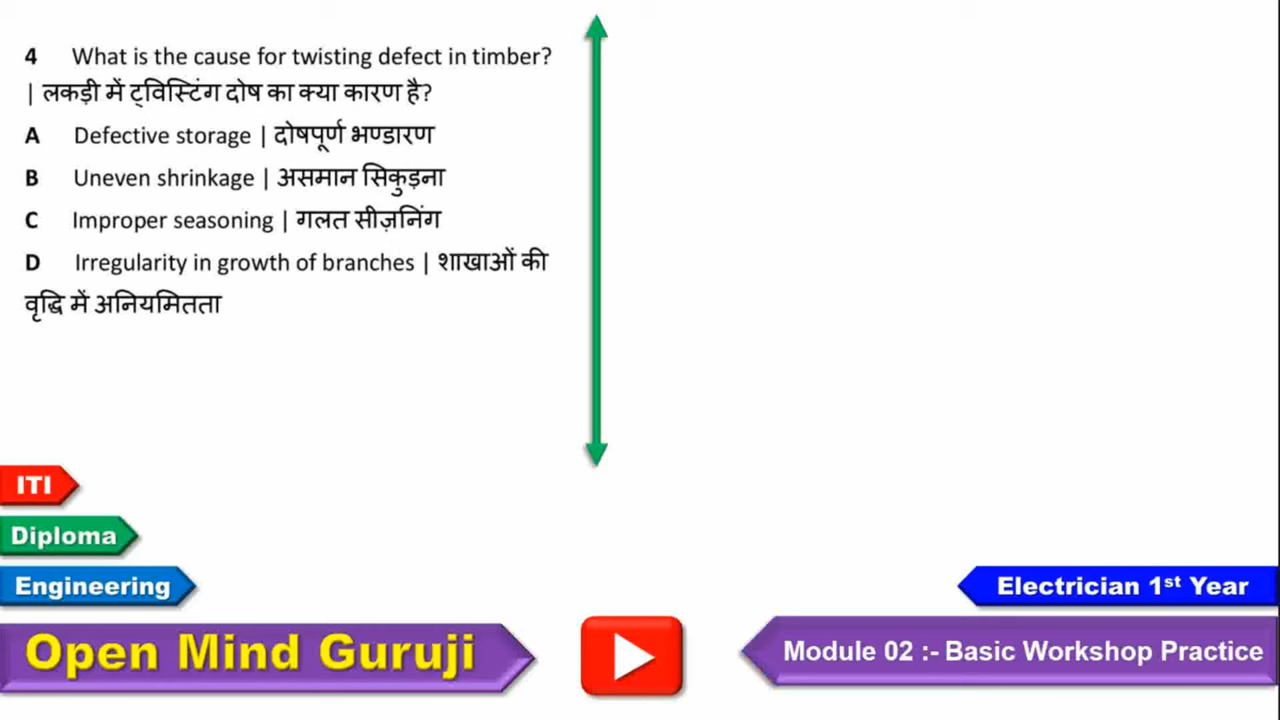 4 What is the cause for twisting defect in timber?
| लकड़ी में ट्विस्टिंग दोष का क्या कारण है?
A Defective storage | दोषपूर्ण भण्डारण
B Uneven shrinkage | असमान सिकुड़ना
C Improper seasoning | गलत सीज़निंग
D Irregularity in growth of branches | शाखाओं की
वृद्धि में अनियमितता
ITI
Diploma
Engineering
Open Mind Guruji
Electrician 1st Year
Module 02 :- Basic Workshop Practice